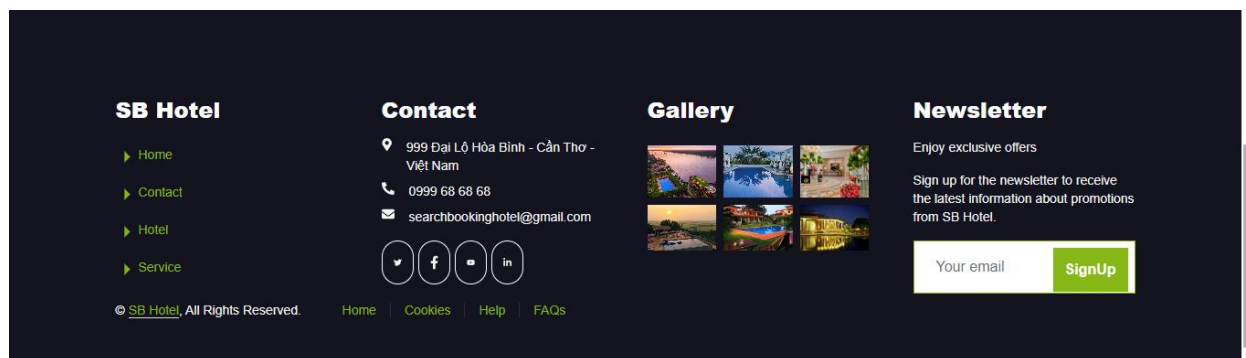 SB Hotel
Home
Contact
Hotel
Service
Contact
999 Đại Lộ Hòa Bình - Cần Thơ -
Việt Nam
0999 68 68 68
searchbookinghotel@gmail.com
Gallery
Newsletter
Enjoy exclusive offers
Sign up for the newsletter to receive
the latest information about promotions
from SB Hotel.
Your email
SignUp
© SB Hotel, All Rights Reserved.
Home
Cookies
Help
FAQs